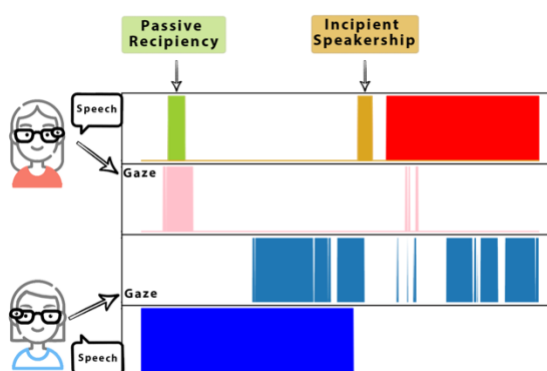 Passive
Recipiency
Incipient
Speakership
Speech
Gaze
Gaze
Speech